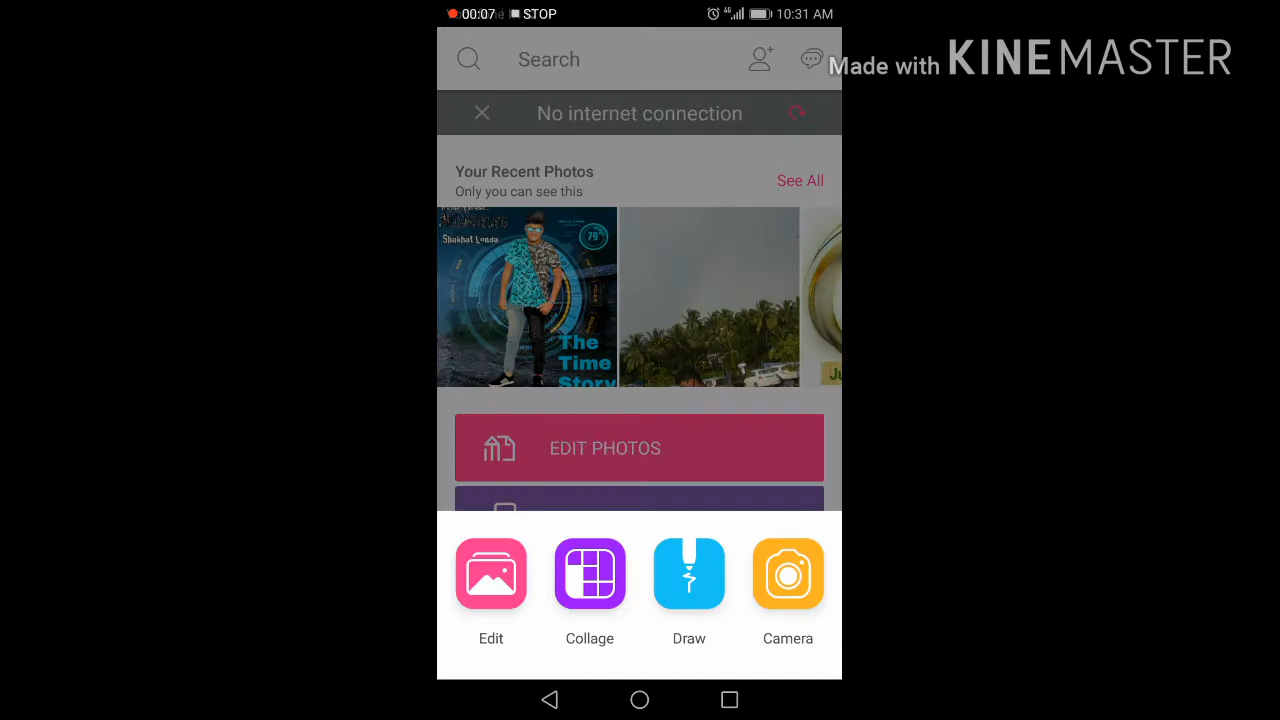 00:07 STOP
4G 10:31 AM
Search
Made with KINEMASTER
No internet connection
Your Recent Photos
Only you can see this
See All
Shakhat Londa
79%
The
Time
Story
EDIT PHOTOS
Edit
Collage
Draw
Camera